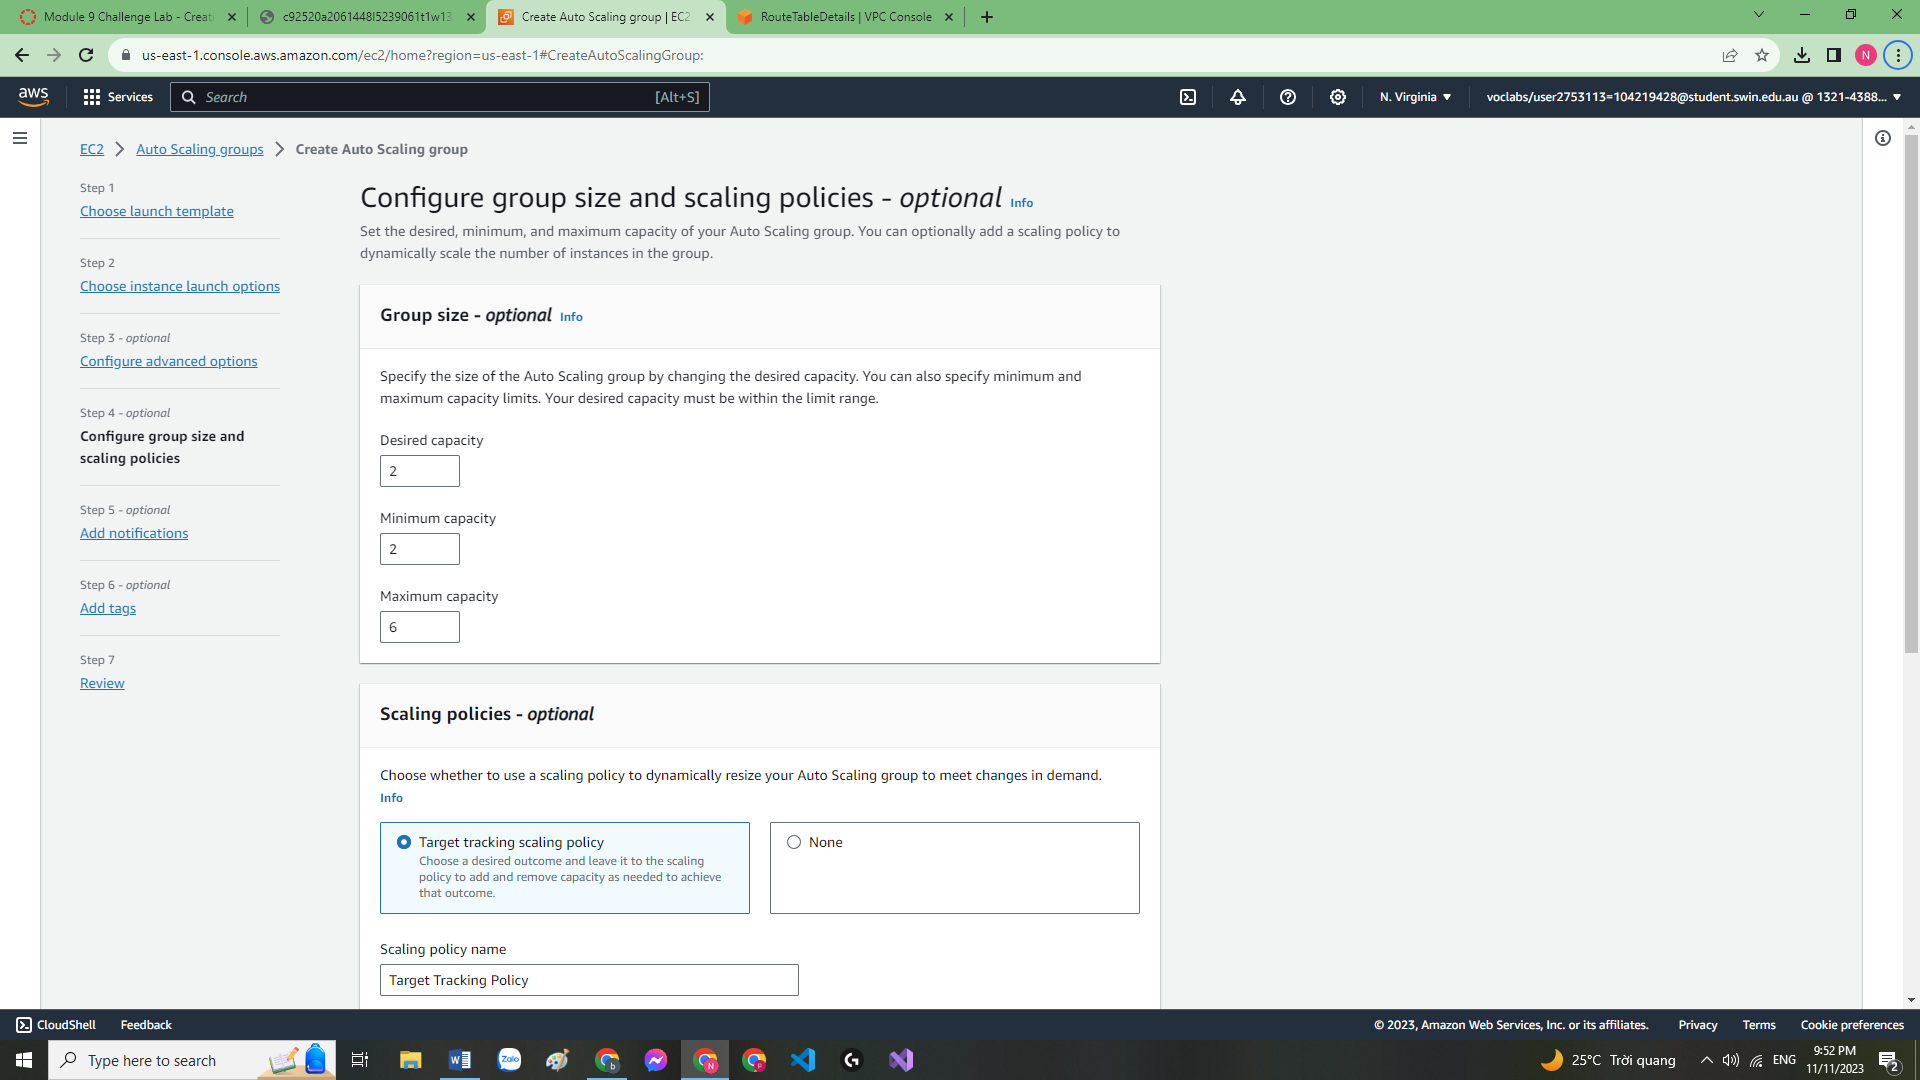 Module 9 Challenge Lab - Creati
c92520a2061448l5239061t1w13
Create Auto Scaling group | EC2
RouteTableDetails | VPC Console
us-east-1.console.aws.amazon.com/ec2/home?region=us-east-1#CreateAutoScalingGroup:
N
aws
Services
Search
[Alt+S]
N. Virginia
voclabs/user2753113=104219428@student.swin.edu.au @ 1321-4388...
EC2
Auto Scaling groups
Create Auto Scaling group
Step 1
Choose launch template
Step 2
Choose instance launch options
Step 3 - optional
Configure advanced options
Step 4 - optional
Configure group size and
scaling policies
Step 5 - optional
Add notifications
Step 6 - optional
Add tags
Step 7
Review
Configure group size and scaling policies - optional Info
Set the desired, minimum, and maximum capacity of your Auto Scaling group. You can optionally add a scaling policy to
dynamically scale the number of instances in the group.
Group size - optional Info
Specify the size of the Auto Scaling group by changing the desired capacity. You can also specify minimum and
maximum capacity limits. Your desired capacity must be within the limit range.
Desired capacity
2
Minimum capacity
2
Maximum capacity
6
Scaling policies - optional
Choose whether to use a scaling policy to dynamically resize your Auto Scaling group to meet changes in demand.
Info
Target tracking scaling policy
Choose a desired outcome and leave it to the scaling
policy to add and remove capacity as needed to achieve
that outcome.
None
Scaling policy name
Target Tracking Policy
CloudShell
Feedback
© 2023, Amazon Web Services, Inc. or its affiliates.
Privacy
Terms
Cookie preferences
Type here to search
Zalo
25°C Trời quang
ENG
9:52 PM
11/11/2023
2